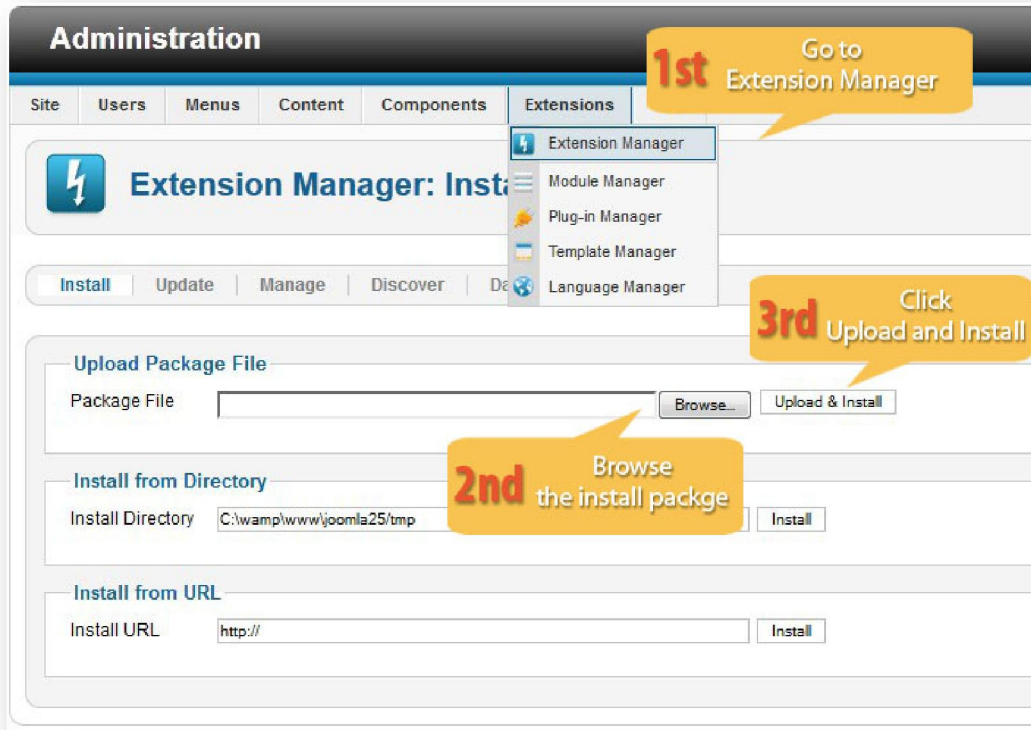 Administration
1st Go to
Extension Manager
Site Users Menus Content Components Extensions
Extension Manager
Extension Manager: Insta
Module Manager
Plug-in Manager
Template Manager
Install Update Manage Discover Da
Language Manager
3rd Click
Upload and Install
Upload Package File
Package File Browse... Upload & Install
2nd Browse
the install packge
Install from Directory
Install Directory C:\wamp\www\joomla25/tmp Install
Install from URL
Install URL http:// Install